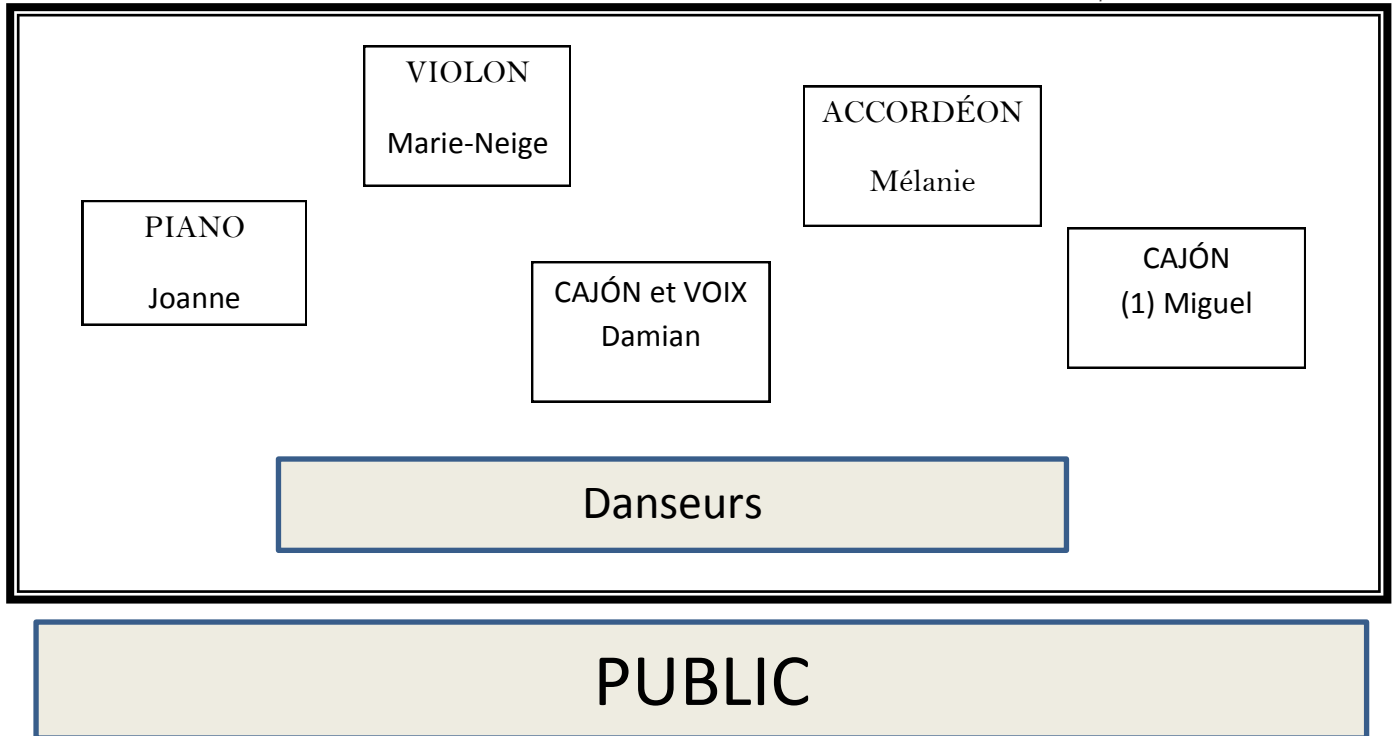 VIOLON
Marie-Neige
ACCORDÉON
Mélanie
PIANO
Joanne
CAJÓN et VOIX
Damian
CAJÓN
(1) Miguel
Danseurs
PUBLIC